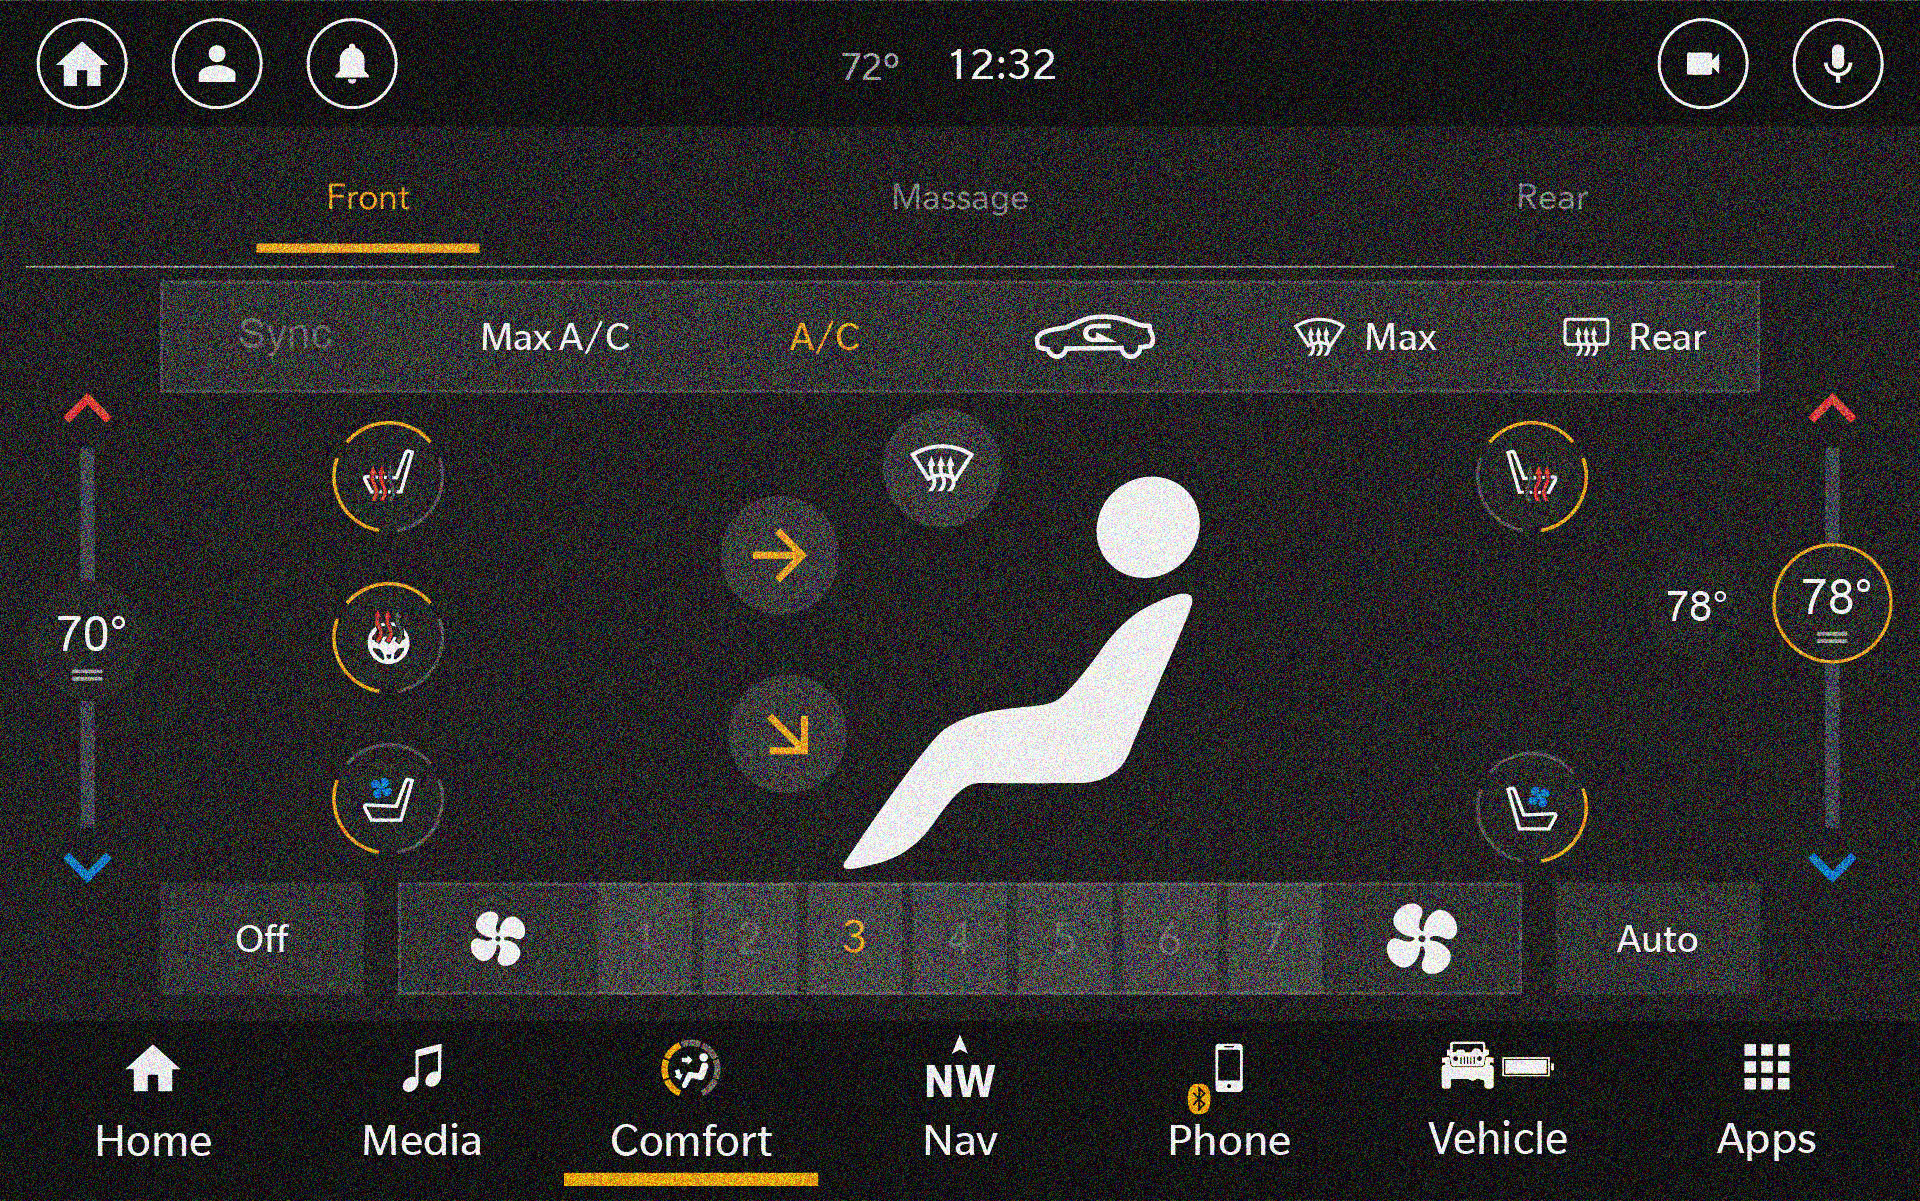 72° 12:32
Front Massage Rear
Sync Max A/C A/C Max Rear
70° 78° 78°
Off 1 2 3 4 5 6 7 Auto
NW
Home Media Comfort Nav Phone Vehicle Apps